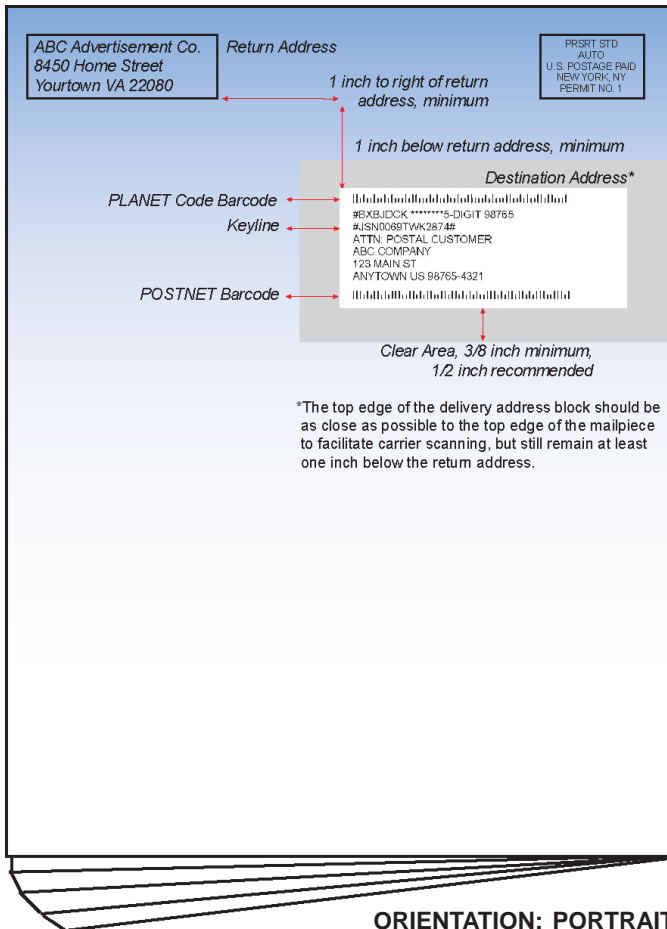 ABC Advertisement Co.
8450 Home Street
Yourtown VA 22080
Return Address
PRSRT STD
AUTO
U.S. POSTAGE PAID
NEW YORK, NY
PERMIT NO. 1
1 inch to right of return
address, minimum
1 inch below return address, minimum
Destination Address*
PLANET Code Barcode
#BXBJDCK ********5-DIGIT 98765
Keyline
#JSN0069TWK2874#
ATTN: POSTAL CUSTOMER
ABC COMPANY
123 MAIN ST
ANYTOWN US 98765-4321
POSTNET Barcode
Clear Area, 3/8 inch minimum,
1/2 inch recommended
*The top edge of the delivery address block should be
as close as possible to the top edge of the mailpiece
to facilitate carrier scanning, but still remain at least
one inch below the return address.
ORIENTATION: PORTRAIT